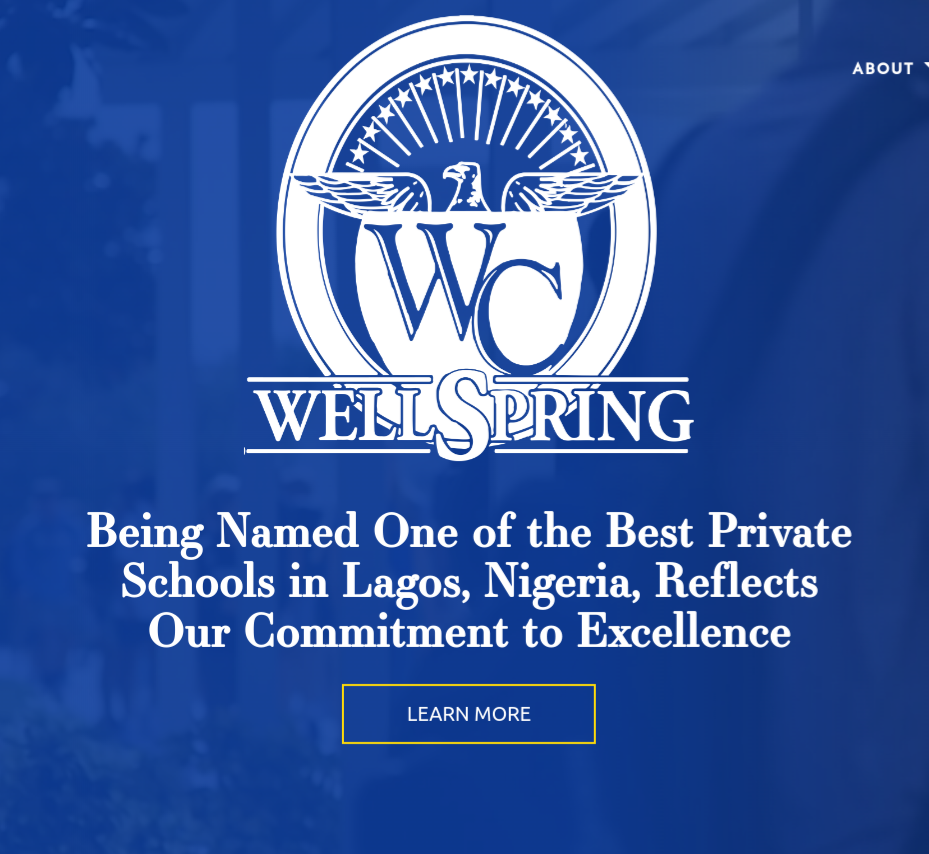 ABOUT
WC
WELLSPRING
Being Named One of the Best Private
Schools in Lagos, Nigeria, Reflects
Our Commitment to Excellence
LEARN MORE